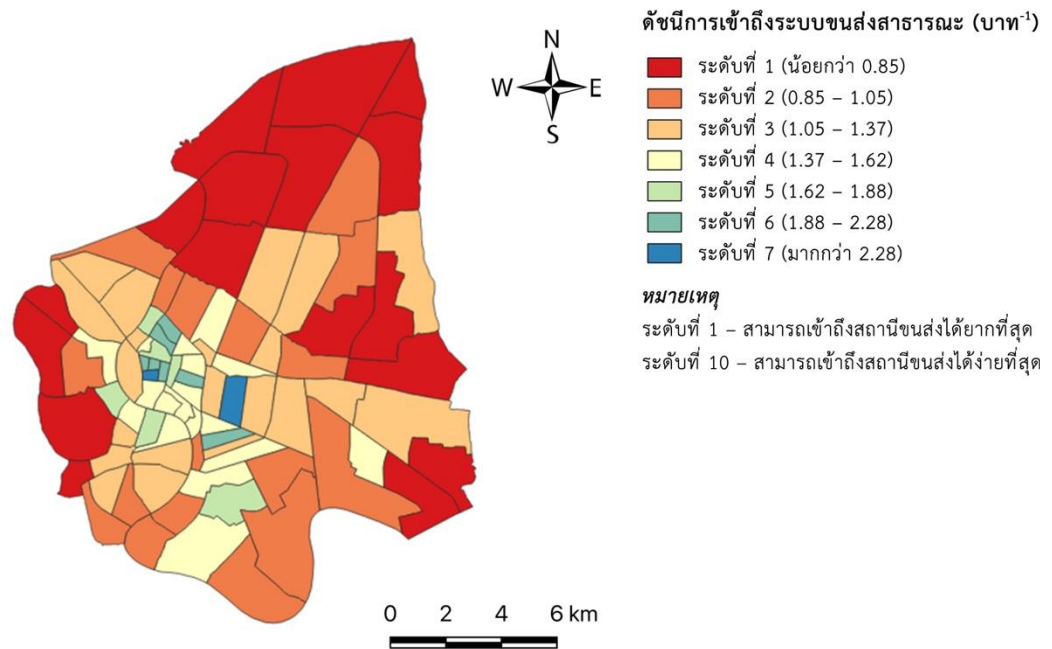 ดัชนีการเข้าถึงระบบขนส่งสาธารณะ (บาท⁻¹)
ระดับที่ 1 (น้อยกว่า 0.85)
ระดับที่ 2 (0.85 – 1.05)
ระดับที่ 3 (1.05 – 1.37)
ระดับที่ 4 (1.37 – 1.62)
ระดับที่ 5 (1.62 – 1.88)
ระดับที่ 6 (1.88 – 2.28)
ระดับที่ 7 (มากกว่า 2.28)
หมายเหตุ
ระดับที่ 1 – สามารถเข้าถึงสถานีขนส่งได้ยากที่สุด
ระดับที่ 10 – สามารถเข้าถึงสถานีขนส่งได้ง่ายที่สุด
N
W E
S
0 2 4 6 km